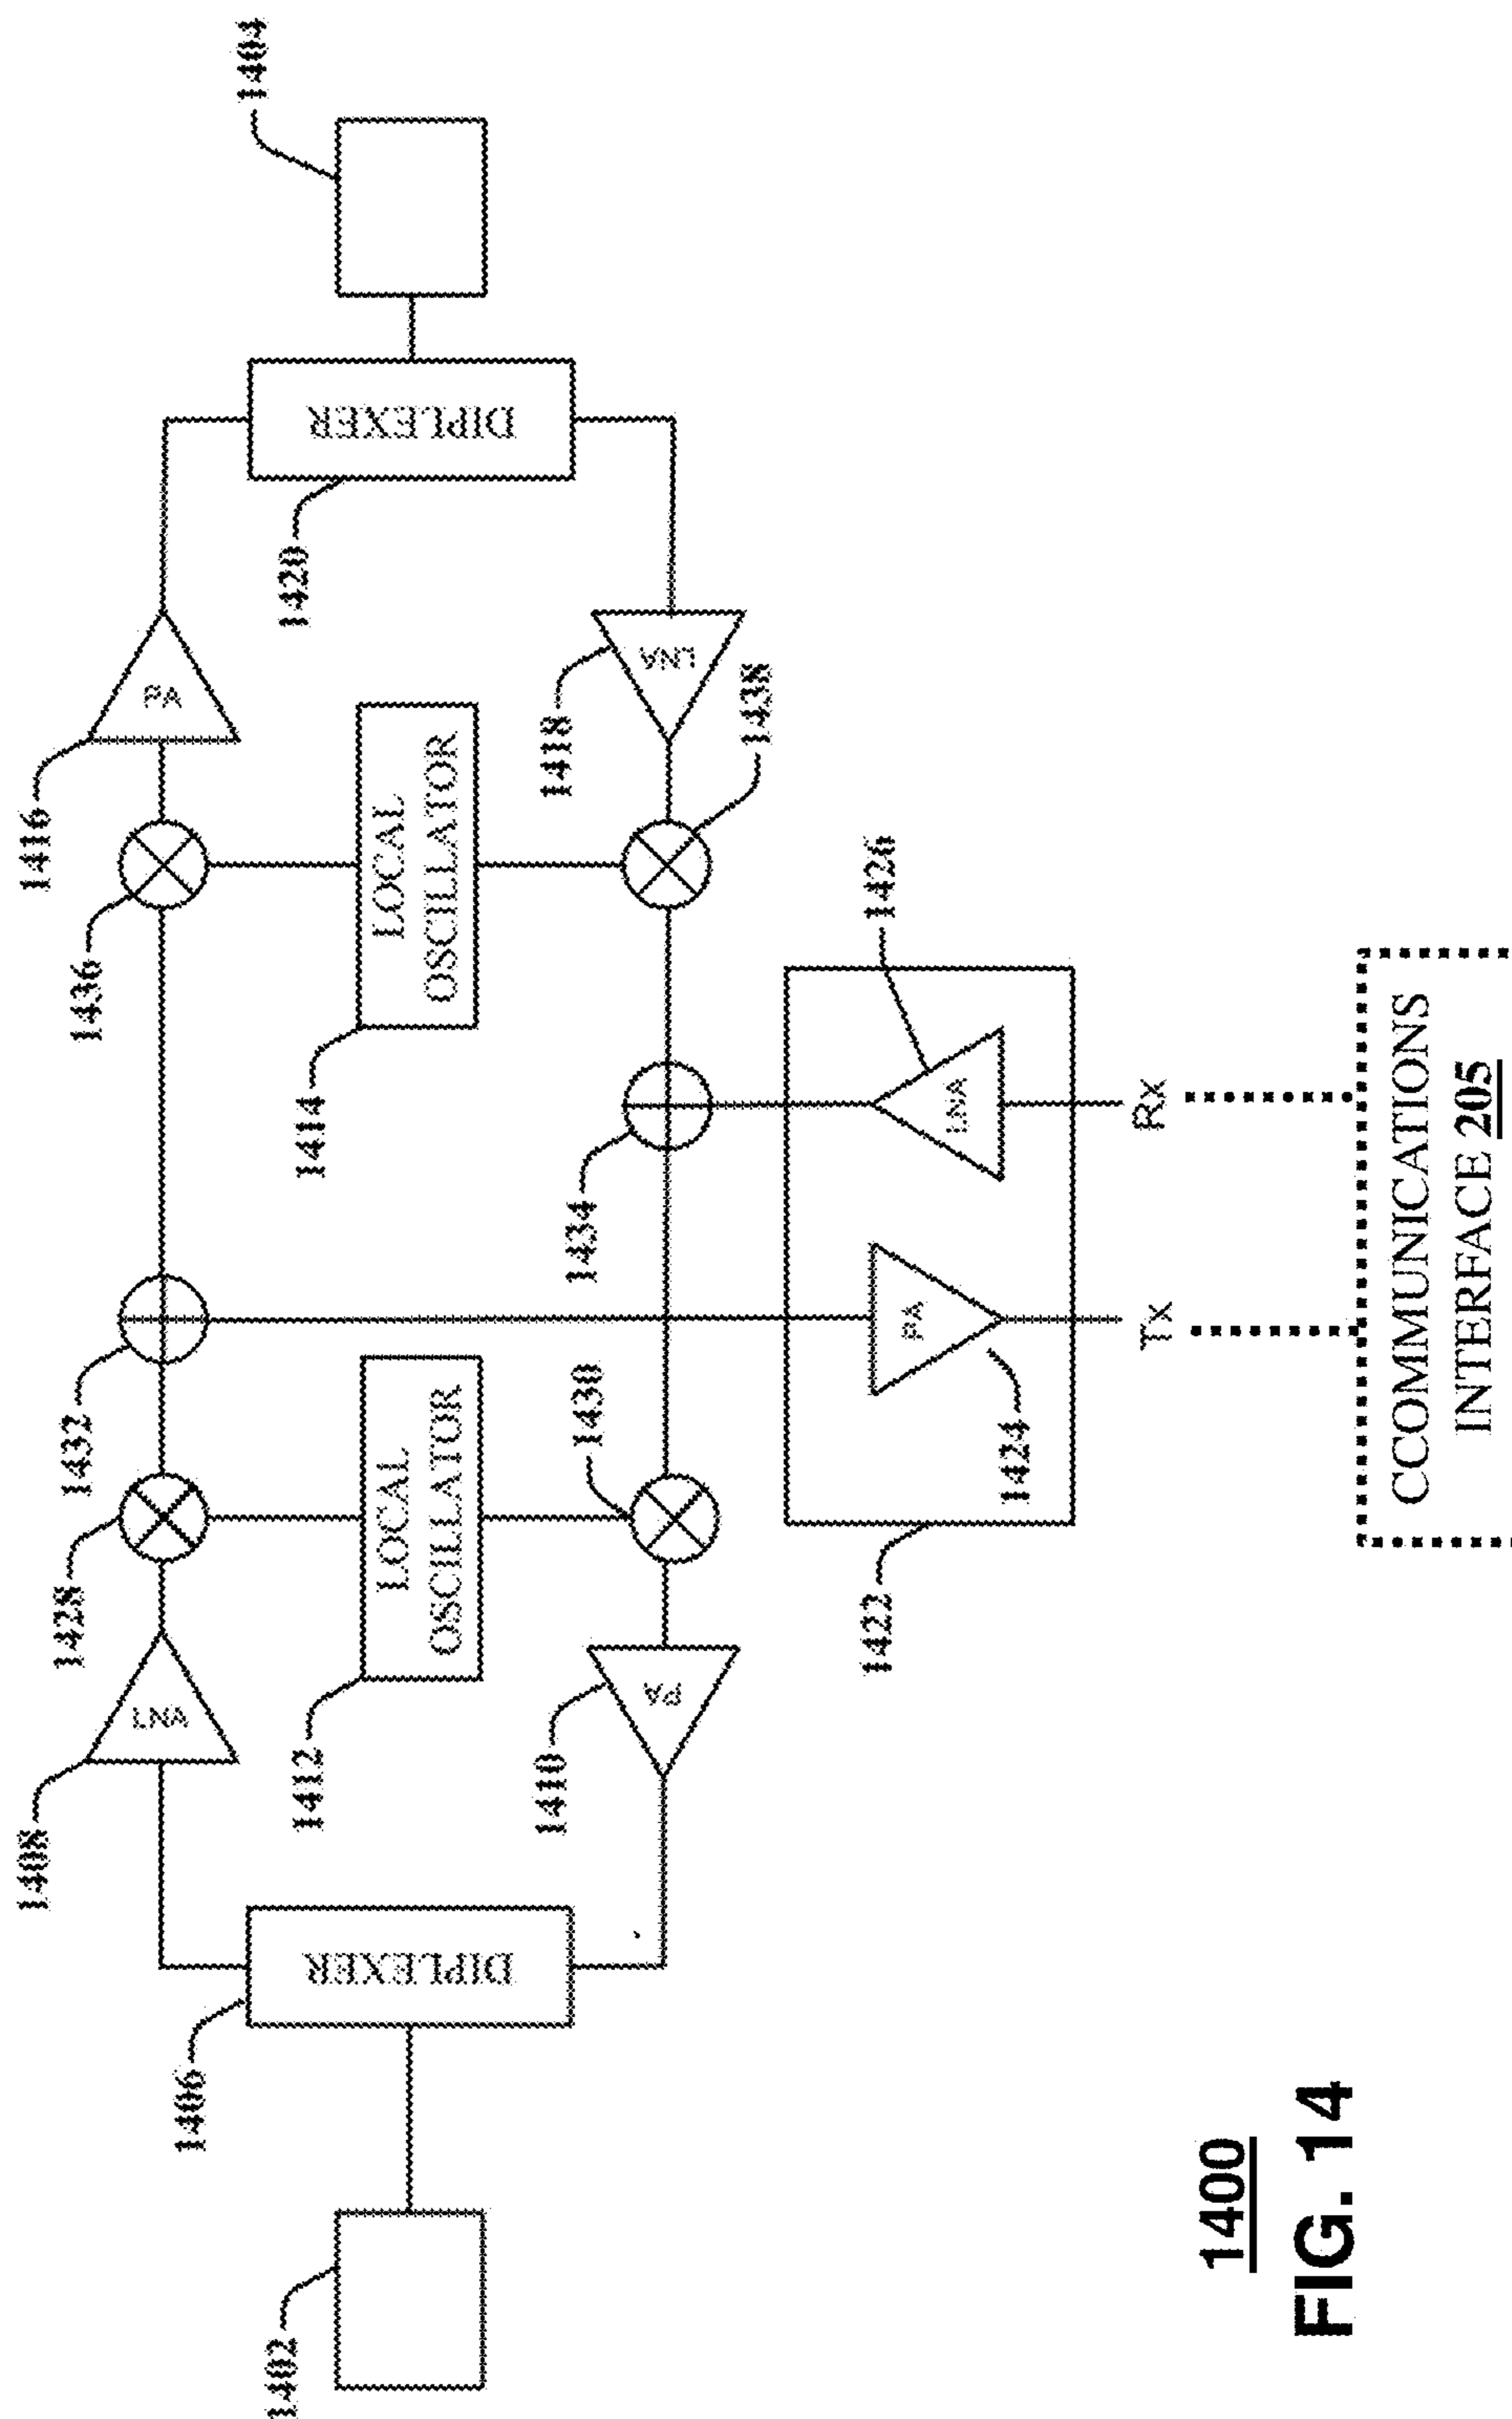 1404
1416
PA
1436
1420
DIPLEXER
1414
LOCAL
OSCILLATOR
1418
LNA
1438
1432
1434
1426
LNA
Rx
1428
1412
LOCAL
OSCILLATOR
1430
PA
1424
Tx
1408
LNA
1410
PA
1422
CCOMMUNICATIONS
INTERFACE 205
1406
DIPLEXER
1402
1400
FIG. 14